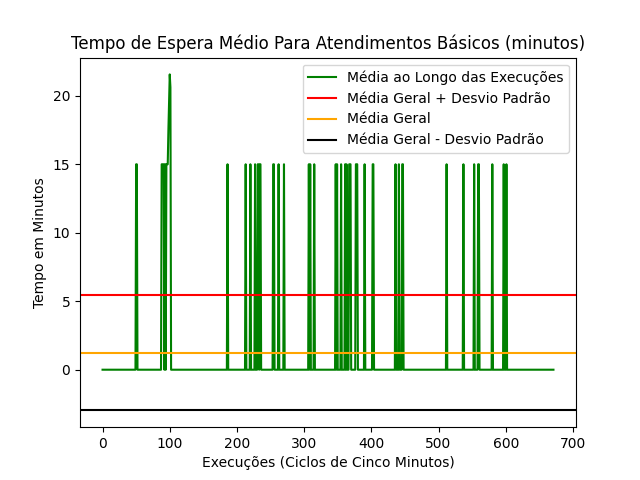 Tempo de Espera Médio Para Atendimentos Básicos (minutos)
Média ao Longo das Execuções
Média Geral + Desvio Padrão
Média Geral
Média Geral - Desvio Padrão
Tempo em Minutos
20
15
10
5
0
0 100 200 300 400 500 600 700
Execuções (Ciclos de Cinco Minutos)